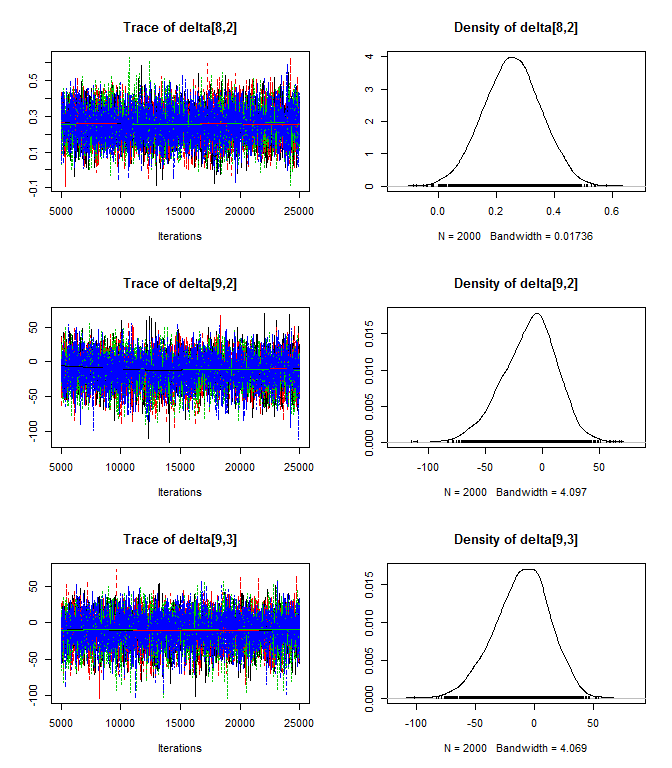 Trace of delta[8,2]
Density of delta[8,2]
-0.1 0.1 0.3 0.5
5000 10000 15000 20000 25000
Iterations
0 1 2 3 4
0.0 0.2 0.4 0.6
N = 2000 Bandwidth = 0.01736
Trace of delta[9,2]
Density of delta[9,2]
-100 -50 0 50
5000 10000 15000 20000 25000
Iterations
0.000 0.005 0.010 0.015
-100 -50 0 50
N = 2000 Bandwidth = 4.097
Trace of delta[9,3]
Density of delta[9,3]
-100 -50 0 50
5000 10000 15000 20000 25000
Iterations
0.000 0.005 0.010 0.015
-100 -50 0 50
N = 2000 Bandwidth = 4.069